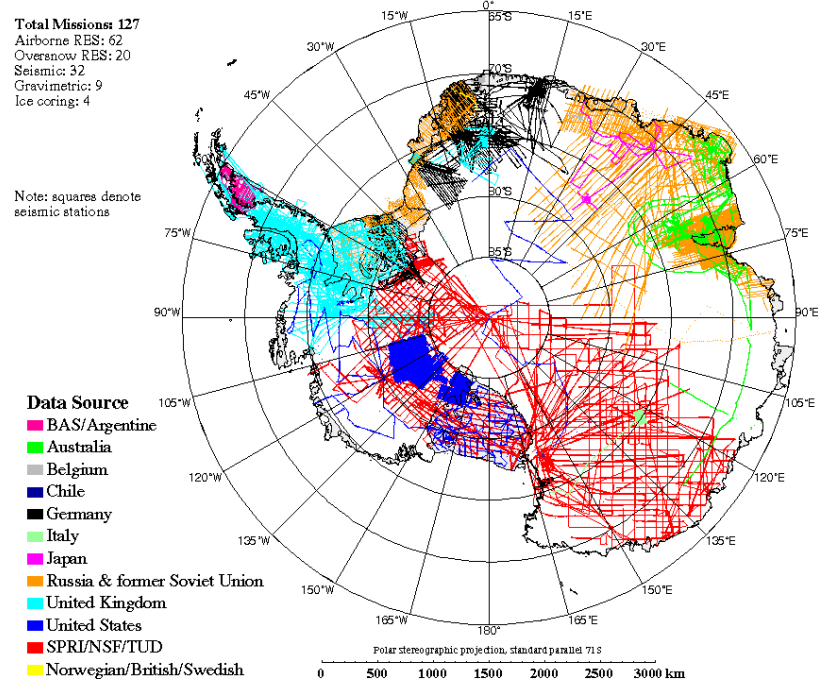 Total Missions: 127
Airborne RES: 62
Oversnow RES: 20
Seismic: 32
Gravimetric: 9
Ice coring: 4
Note: squares denote
seismic stations
0°
65°S
15°W
15°E
70°S
30°W
30°E
45°W
45°E
60°E
80°S
75°W
75°E
85°S
90°W
90°E
105°W
105°E
120°W
120°E
135°W
135°E
150°W
150°E
165°W
165°E
180°
Data Source
BAS/Argentine
Australia
Belgium
Chile
Germany
Italy
Japan
Russia & former Soviet Union
United Kingdom
United States
SPRI/NSF/TUD
Norwegian/British/Swedish
Polar stereographic projection, standard parallel 71S
0 500 1000 1500 2000 2500 3000 km